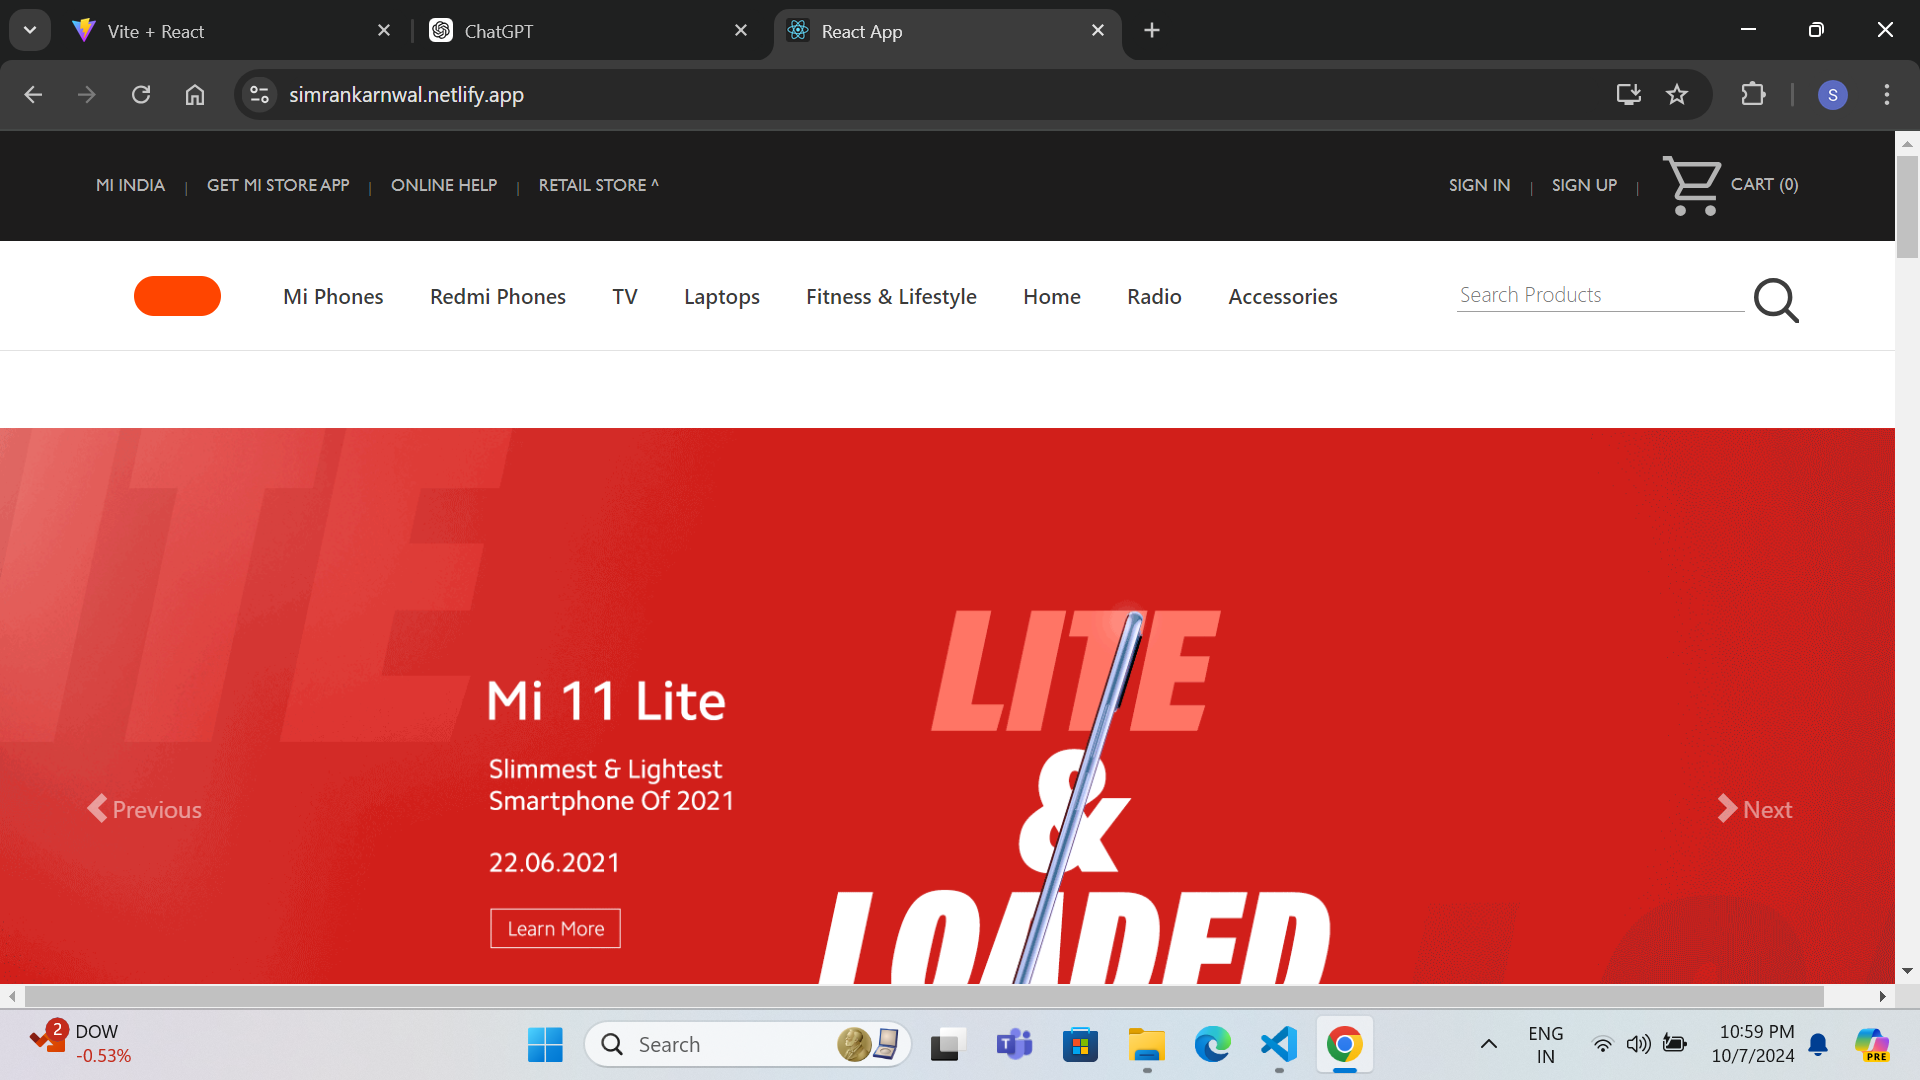 Vite + React
ChatGPT
React App
simrankarnwal.netlify.app
S
MI INDIA | GET MI STORE APP | ONLINE HELP | RETAIL STORE ^
SIGN IN | SIGN UP | CART (0)
Mi Phones Redmi Phones TV Laptops Fitness & Lifestyle Home Radio Accessories
Search Products
ITE
LITE
&
LOADED
Mi 11 Lite
Slimmest & Lightest
Smartphone Of 2021
22.06.2021
Learn More
Previous
Next
2
DOW
-0.53%
Search
T
ENG
IN
10:59 PM
10/7/2024
PRE